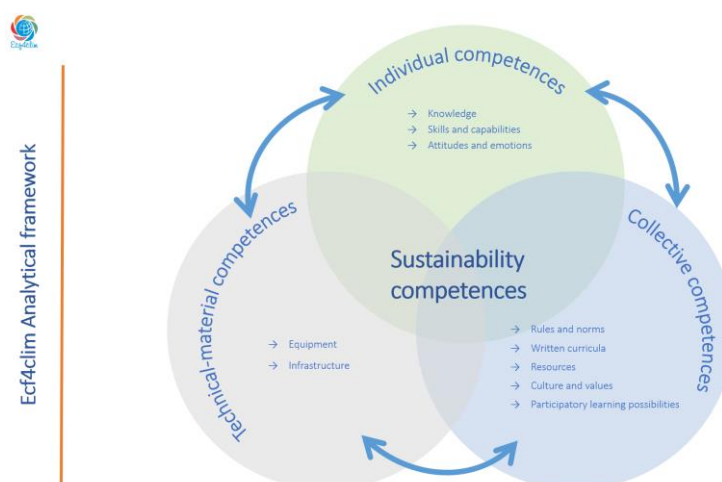 Ecf4clim
Ecf4clim Analytical framework
Individual competences
→ Knowledge
→ Skills and capabilities
→ Attitudes and emotions
Technical-material competences
→ Equipment
→ Infrastructure
Sustainability
competences
Collective competences
→ Rules and norms
→ Written curricula
→ Resources
→ Culture and values
→ Participatory learning possibilities